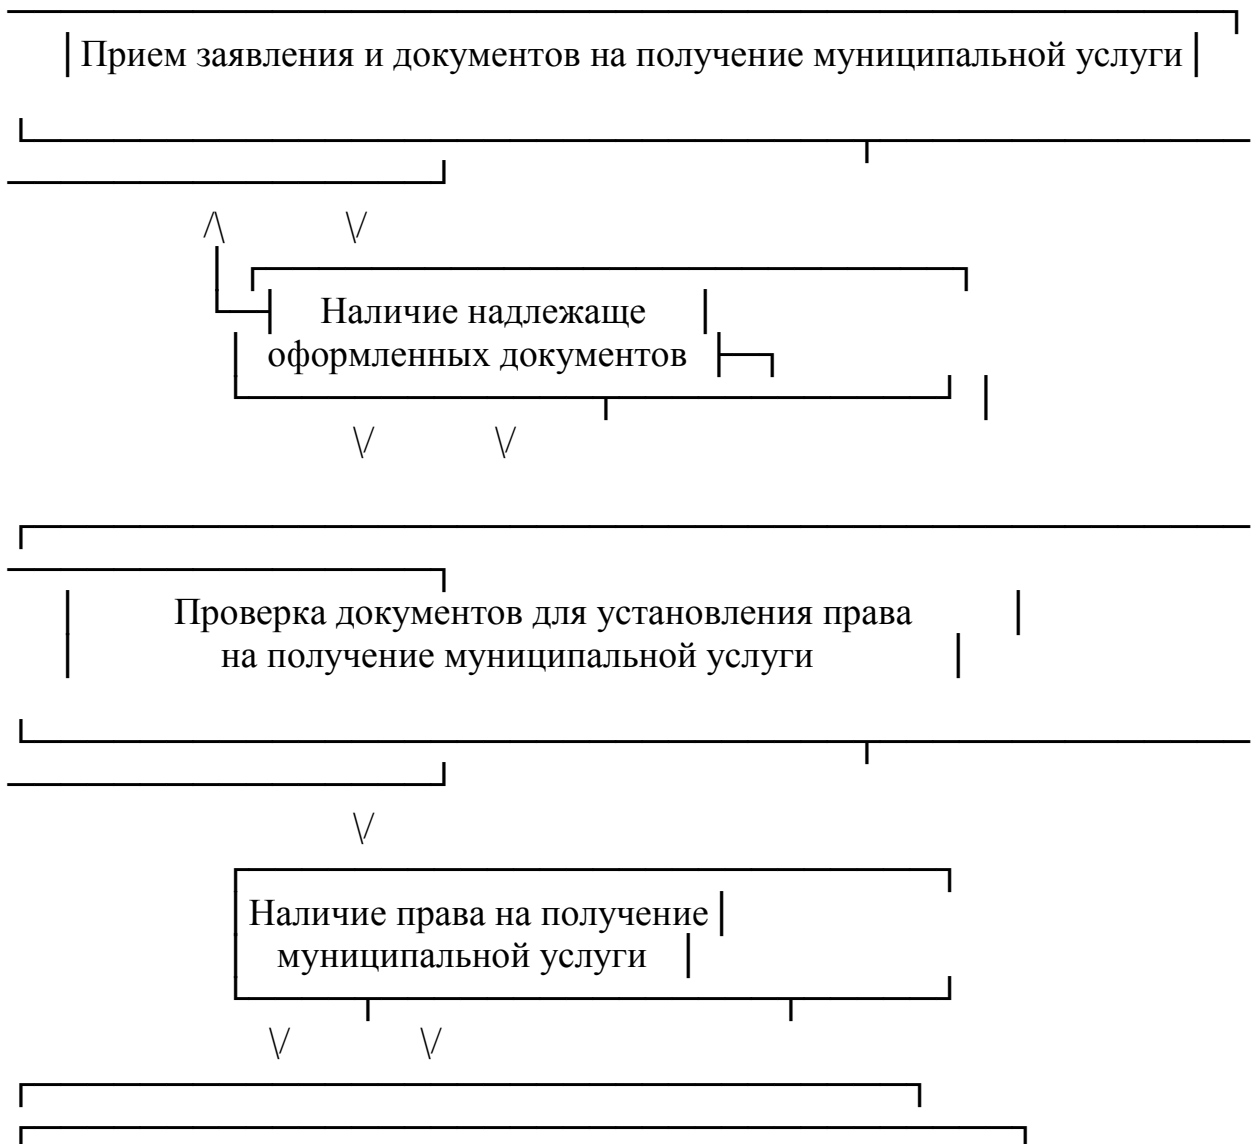 Прием заявления и документов на получение муниципальной услуги
Наличие надлежаще
оформленных документов
Проверка документов для установления права
на получение муниципальной услуги
Наличие права на получение
муниципальной услуги